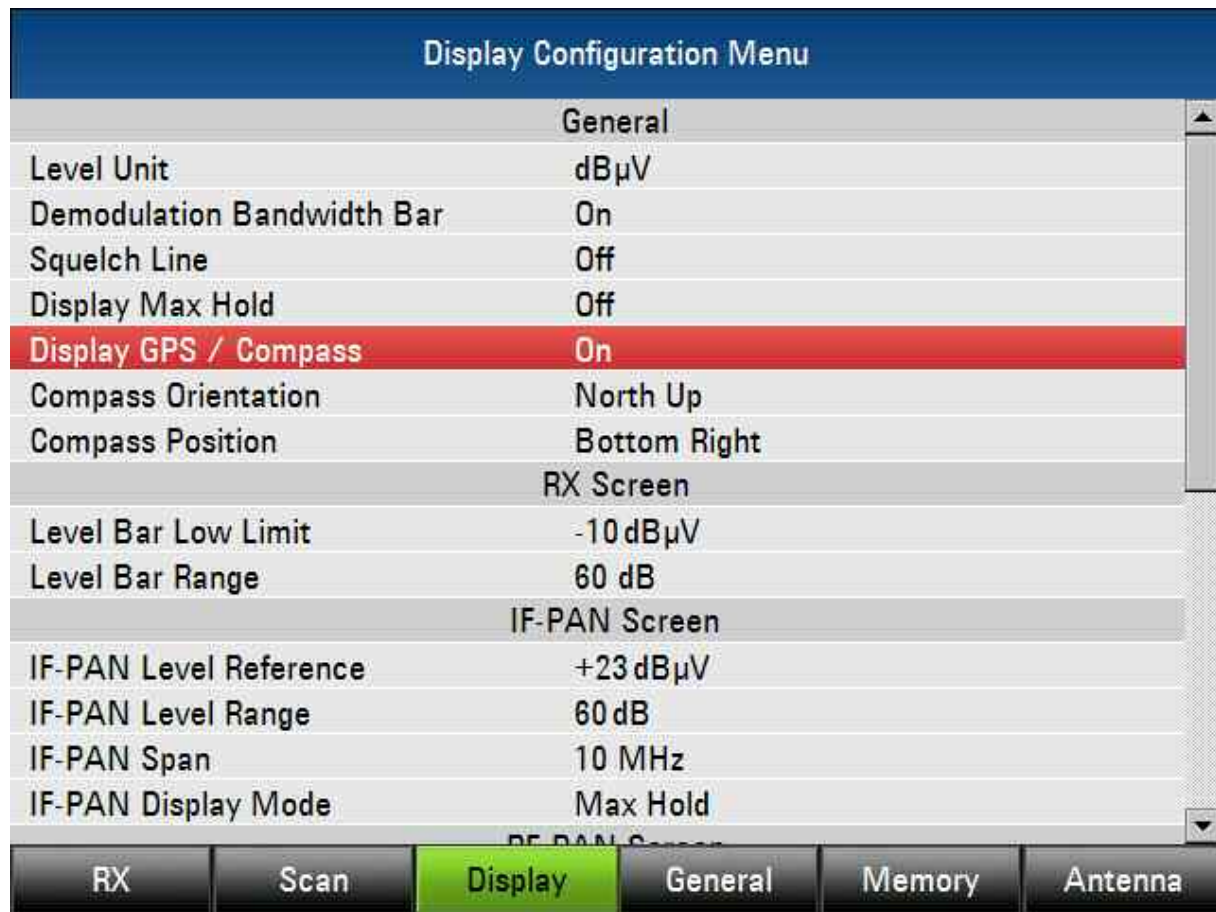 Display Configuration Menu
General
Level Unit dBµV
Demodulation Bandwidth Bar On
Squelch Line Off
Display Max Hold Off
Display GPS / Compass On
Compass Orientation North Up
Compass Position Bottom Right
RX Screen
Level Bar Low Limit -10 dBµV
Level Bar Range 60 dB
IF-PAN Screen
IF-PAN Level Reference +23 dBµV
IF-PAN Level Range 60 dB
IF-PAN Span 10 MHz
IF-PAN Display Mode Max Hold
RX Scan Display General Memory Antenna